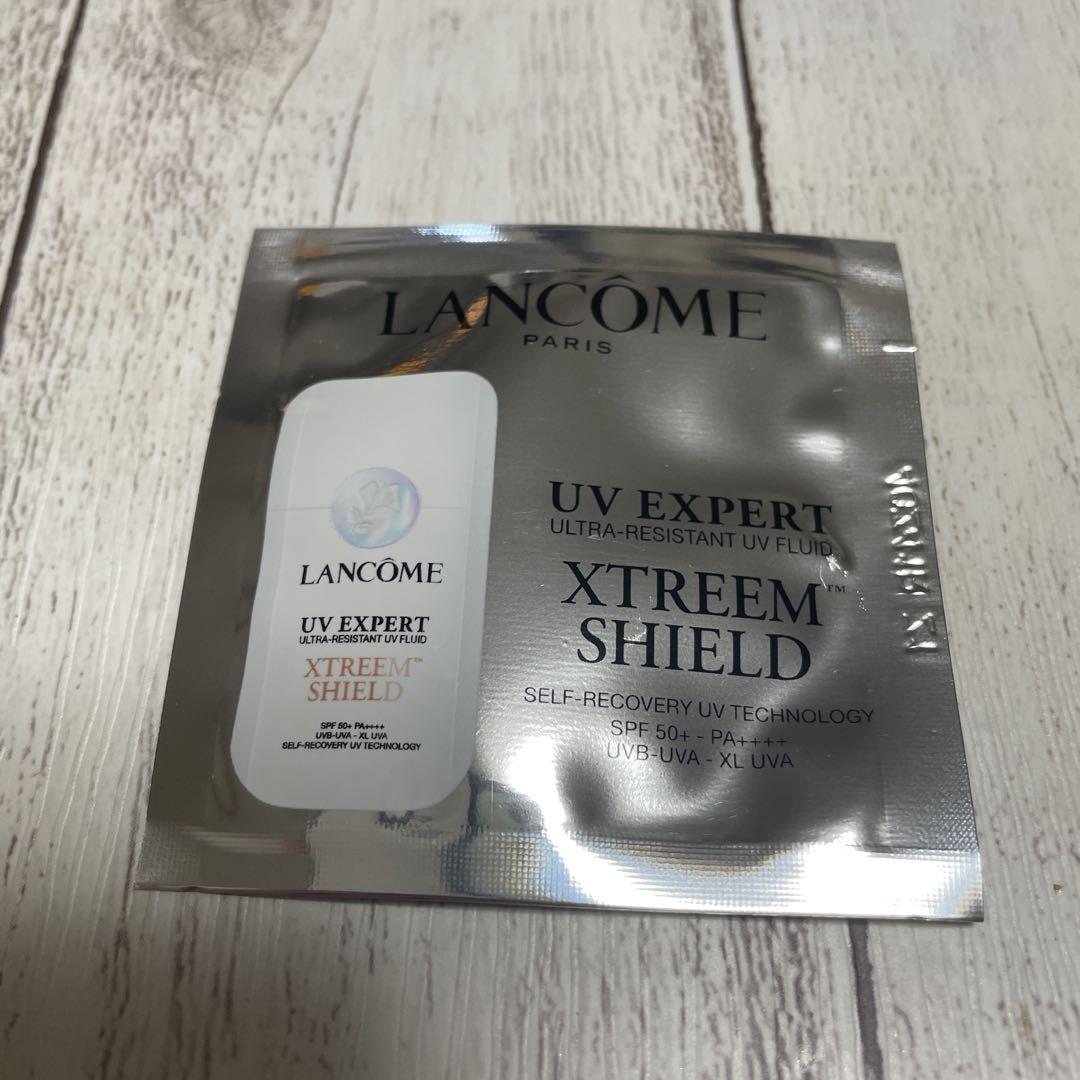 LANCÔME
PARIS
LANCÔME
UV EXPERT
ULTRA-RESISTANT UV FLUID
XTREEM™
SHIELD
SPF 50+ PA++++
UVB-UVA - XL UVA
SELF-RECOVERY UV TECHNOLOGY
UV EXPERT
ULTRA-RESISTANT UV FLUID
XTREEM™
SHIELD
SELF-RECOVERY UV TECHNOLOGY
SPF 50+ - PA++++
UVB-UVA - XL UVA